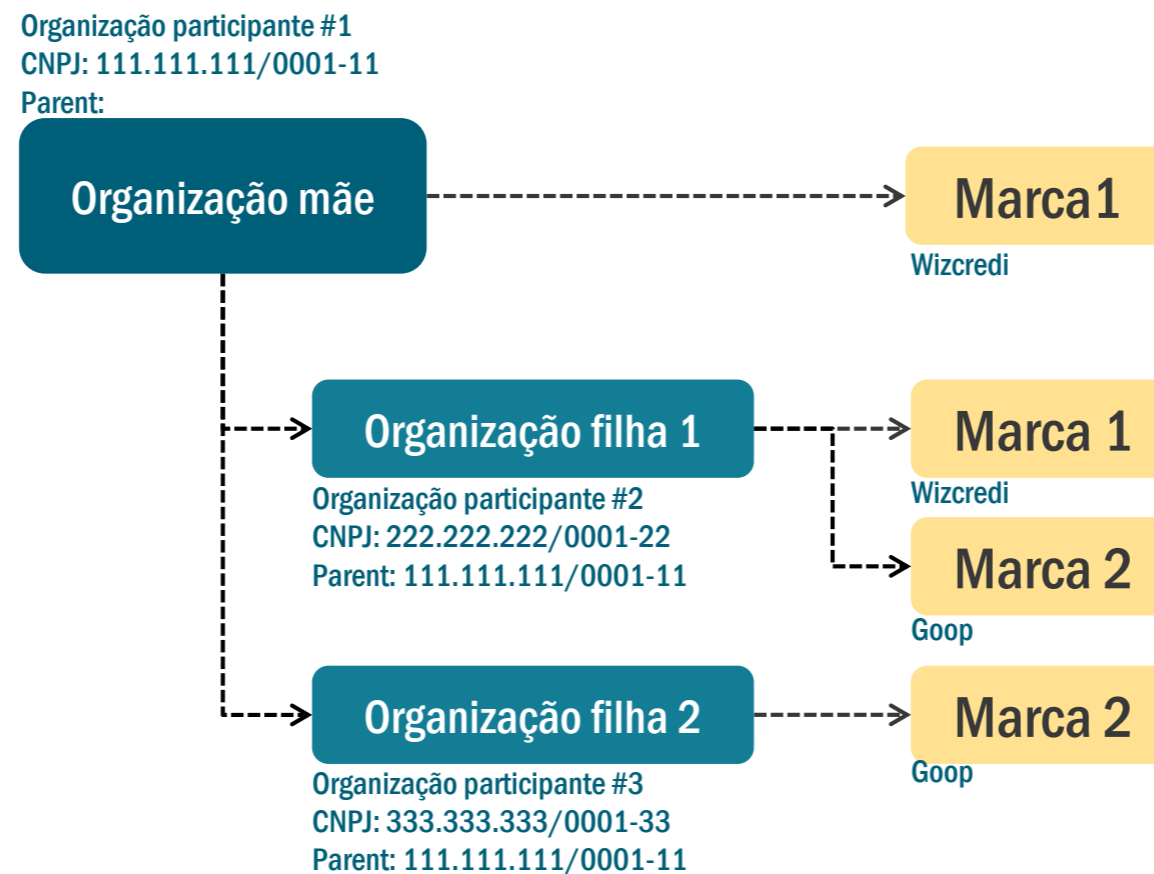 Organização participante #1
CNPJ: 111.111.111/0001-11
Parent:
Organização mãe
Marca1
Wizcredi
Organização filha 1
Marca 1
Wizcredi
Organização participante #2
CNPJ: 222.222.222/0001-22
Parent: 111.111.111/0001-11
Marca 2
Goop
Organização filha 2
Marca 2
Goop
Organização participante #3
CNPJ: 333.333.333/0001-33
Parent: 111.111.111/0001-11